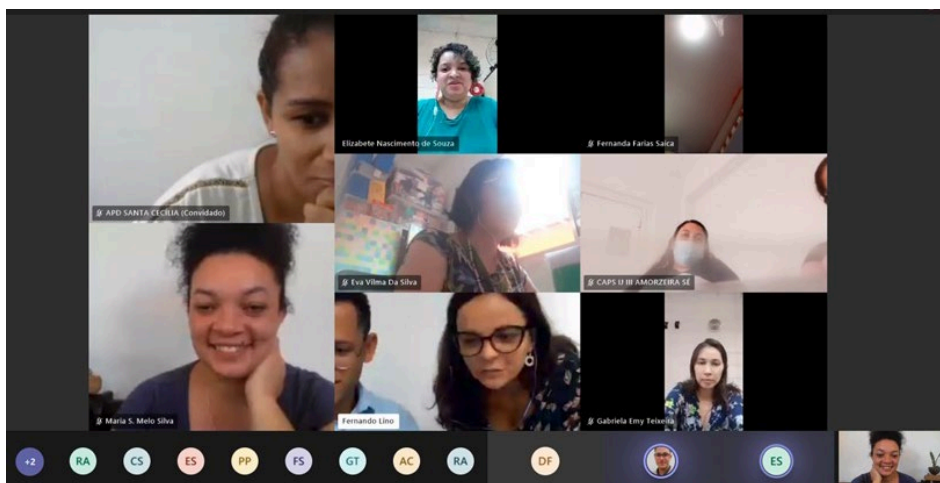 Elizabete Nascimento de Souza
Fernanda Farias Saica
APD SANTA CECÍLIA (Convidado)
Eva Vilma Da Silva
CAPS IJ III AMORZEIRA SÉ
Maria S. Melo Silva
Fernando Lino
Gabriela Emy Teixeira
+2
RA
CS
ES
PP
FS
GT
AC
RA
DF
ES